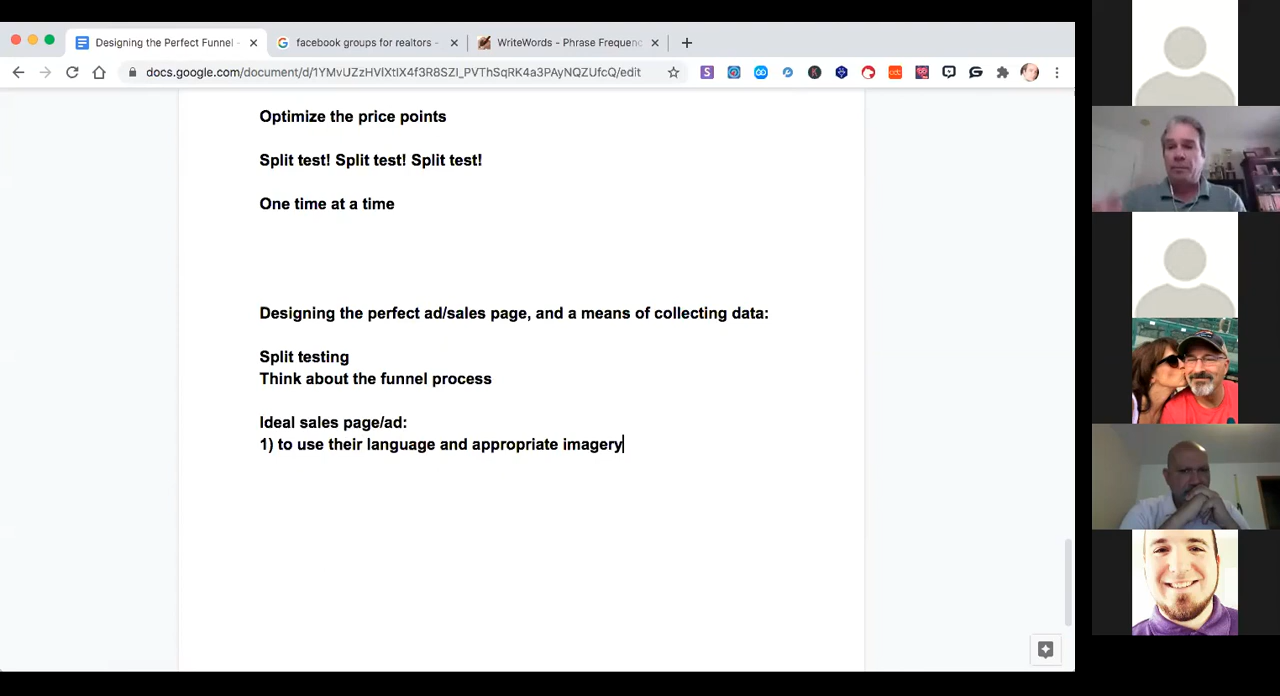 Designing the Perfect Funnel -
facebook groups for realtors -
WriteWords - Phrase Frequenc
docs.google.com/document/d/1YMvUZzHVIXtIX4f3R8SZI_PVThSqRK4a3PAyNQZUfcQ/edit
Optimize the price points
Split test! Split test! Split test!
One time at a time
Designing the perfect ad/sales page, and a means of collecting data:
Split testing
Think about the funnel process
Ideal sales page/ad:
1) to use their language and appropriate imagery